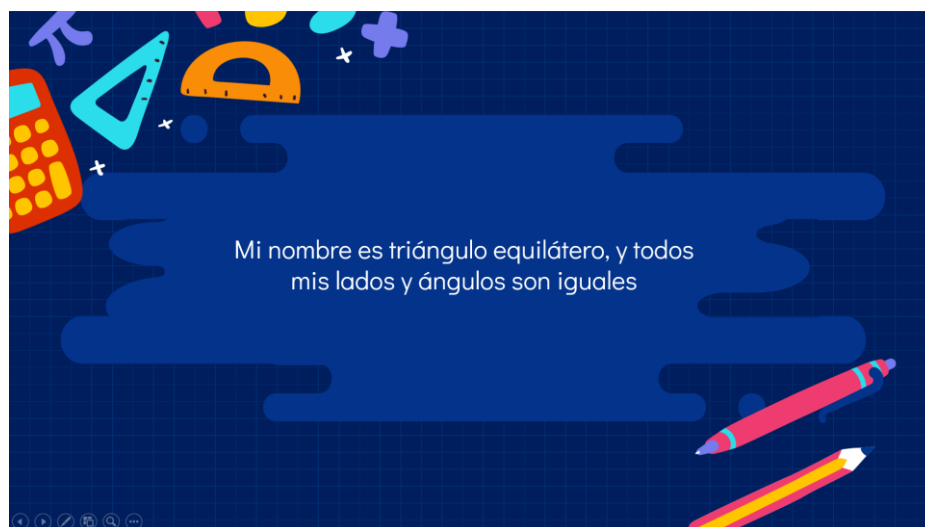 Mi nombre es triángulo equilátero, y todos
mis lados y ángulos son iguales